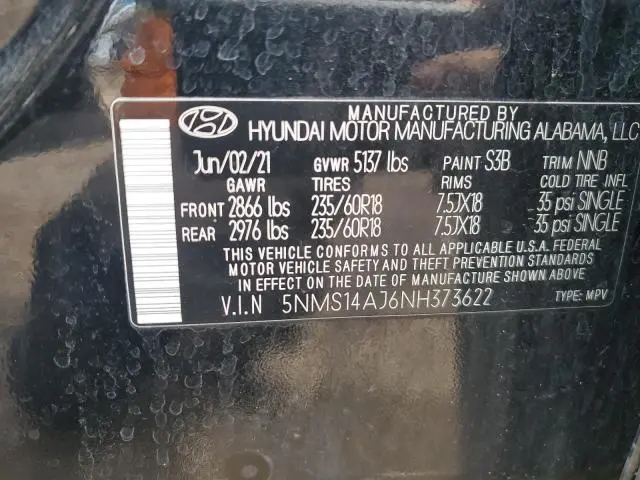 MANUFACTURED BY
HYUNDAI MOTOR MANUFACTURING ALABAMA, LLC
Jun/02/21 GVWR 5137 lbs PAINT S3B TRIM NNB
GAWR TIRES RIMS COLD TIRE INFL
FRONT 2866 lbs 235/60R18 7.5JX18 35 psi SINGLE
REAR 2976 lbs 235/60R18 7.5JX18 35 psi SINGLE
THIS VEHICLE CONFORMS TO ALL APPLICABLE U.S.A. FEDERAL
MOTOR VEHICLE SAFETY AND THEFT PREVENTION STANDARDS
IN EFFECT ON THE DATE OF MANUFACTURE SHOWN ABOVE.
V.I.N 5NMS14AJ6NH373622 TYPE: MPV